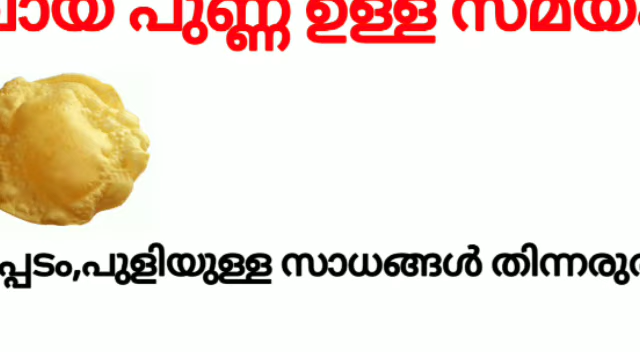 പുണ്ണ് ഉള്ള സമയം
പ്പടം,പുളിയുള്ള സാധങ്ങൾ തിന്നരുത്